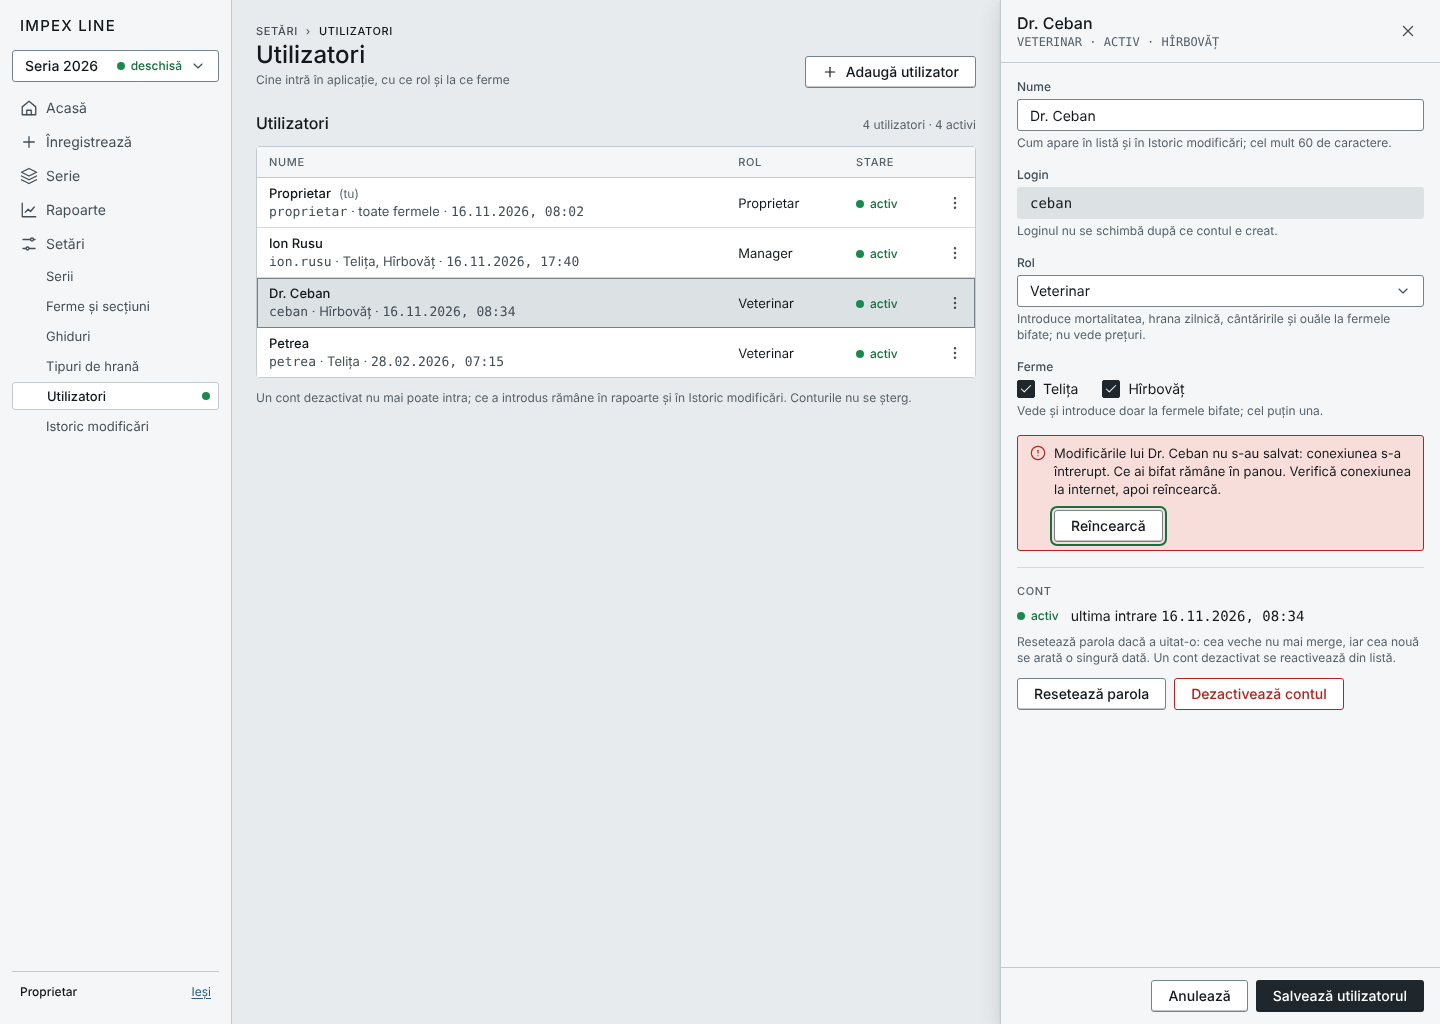 IMPEX LINE
Seria 2026 deschisă
Acasă
Înregistrează
Serie
Rapoarte
Setări
Serii
Ferme și secțiuni
Ghiduri
Tipuri de hrană
Utilizatori
Istoric modificări
Proprietar Ieși
SETĂRI › UTILIZATORI
Utilizatori
Cine intră în aplicație, cu ce rol și la ce ferme
Adaugă utilizator
Utilizatori 4 utilizatori · 4 activi
NUME ROL STARE
Proprietar (tu)
proprietar · toate fermele · 16.11.2026, 08:02
Proprietar activ
Ion Rusu
ion.rusu · Telița, Hîrbovăț · 16.11.2026, 17:40
Manager activ
Dr. Ceban
ceban · Hîrbovăț · 16.11.2026, 08:34
Veterinar activ
Petrea
petrea · Telița · 28.02.2026, 07:15
Veterinar activ
Un cont dezactivat nu mai poate intra; ce a introdus rămâne în rapoarte și în Istoric modificări. Conturile nu se șterg.
Dr. Ceban
VETERINAR · ACTIV · HÎRBOVĂȚ
Nume
Dr. Ceban
Cum apare în listă și în Istoric modificări; cel mult 60 de caractere.
Login
ceban
Loginul nu se schimbă după ce contul e creat.
Rol
Veterinar
Introduce mortalitatea, hrana zilnică, cântăririle și ouăle la fermele
bifate; nu vede prețuri.
Ferme
Telița Hîrbovăț
Vede și introduce doar la fermele bifate; cel puțin una.
Modificările lui Dr. Ceban nu s-au salvat: conexiunea s-a
întrerupt. Ce ai bifat rămâne în panou. Verifică conexiunea
la internet, apoi reîncearcă.
Reîncearcă
CONT
activ ultima intrare 16.11.2026, 08:34
Resetează parola dacă a uitat-o: cea veche nu mai merge, iar cea nouă
se arată o singură dată. Un cont dezactivat se reactivează din listă.
Resetează parola Dezactivează contul
Anulează Salvează utilizatorul